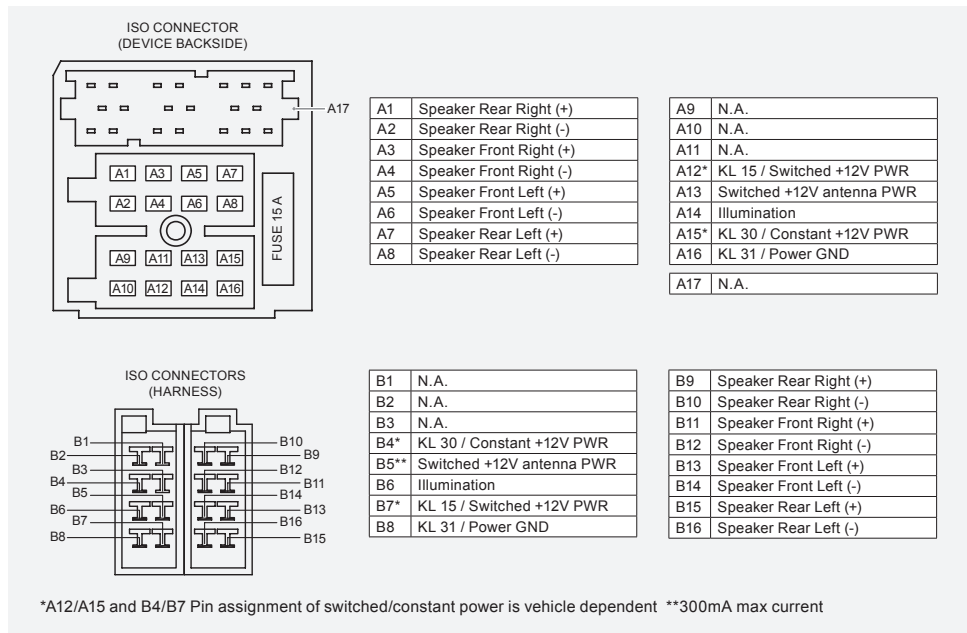 ISO CONNECTOR
(DEVICE BACKSIDE)
A17
A1 A3 A5 A7
A2 A4 A6 A8
FUSE 15 A
A9 A11 A13 A15
A10 A12 A14 A16
A1 Speaker Rear Right (+)
A2 Speaker Rear Right (-)
A3 Speaker Front Right (+)
A4 Speaker Front Right (-)
A5 Speaker Front Left (+)
A6 Speaker Front Left (-)
A7 Speaker Rear Left (+)
A8 Speaker Rear Left (-)
A9 N.A.
A10 N.A.
A11 N.A.
A12* KL 15 / Switched +12V PWR
A13 Switched +12V antenna PWR
A14 Illumination
A15* KL 30 / Constant +12V PWR
A16 KL 31 / Power GND
A17 N.A.
ISO CONNECTORS
(HARNESS)
B1
B2
B3
B4
B5
B6
B7
B8
B10
B9
B12
B11
B14
B13
B16
B15
B1 N.A.
B2 N.A.
B3 N.A.
B4* KL 30 / Constant +12V PWR
B5** Switched +12V antenna PWR
B6 Illumination
B7* KL 15 / Switched +12V PWR
B8 KL 31 / Power GND
B9 Speaker Rear Right (+)
B10 Speaker Rear Right (-)
B11 Speaker Front Right (+)
B12 Speaker Front Right (-)
B13 Speaker Front Left (+)
B14 Speaker Front Left (-)
B15 Speaker Rear Left (+)
B16 Speaker Rear Left (-)
*A12/A15 and B4/B7 Pin assignment of switched/constant power is vehicle dependent **300mA max current